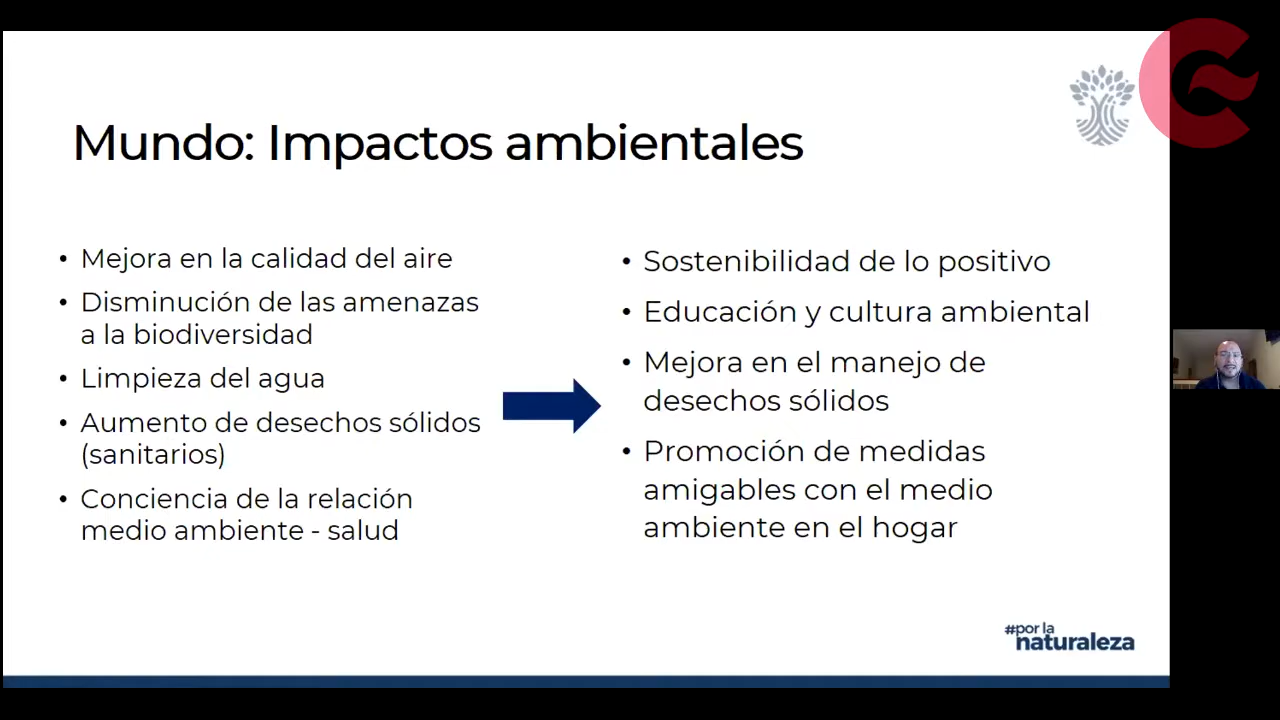 Mundo: Impactos ambientales
• Mejora en la calidad del aire
• Disminución de las amenazas
a la biodiversidad
• Limpieza del agua
• Aumento de desechos sólidos
(sanitarios)
• Conciencia de la relación
medio ambiente - salud
• Sostenibilidad de lo positivo
• Educación y cultura ambiental
• Mejora en el manejo de
desechos sólidos
• Promoción de medidas
amigables con el medio
ambiente en el hogar
#por la
naturaleza